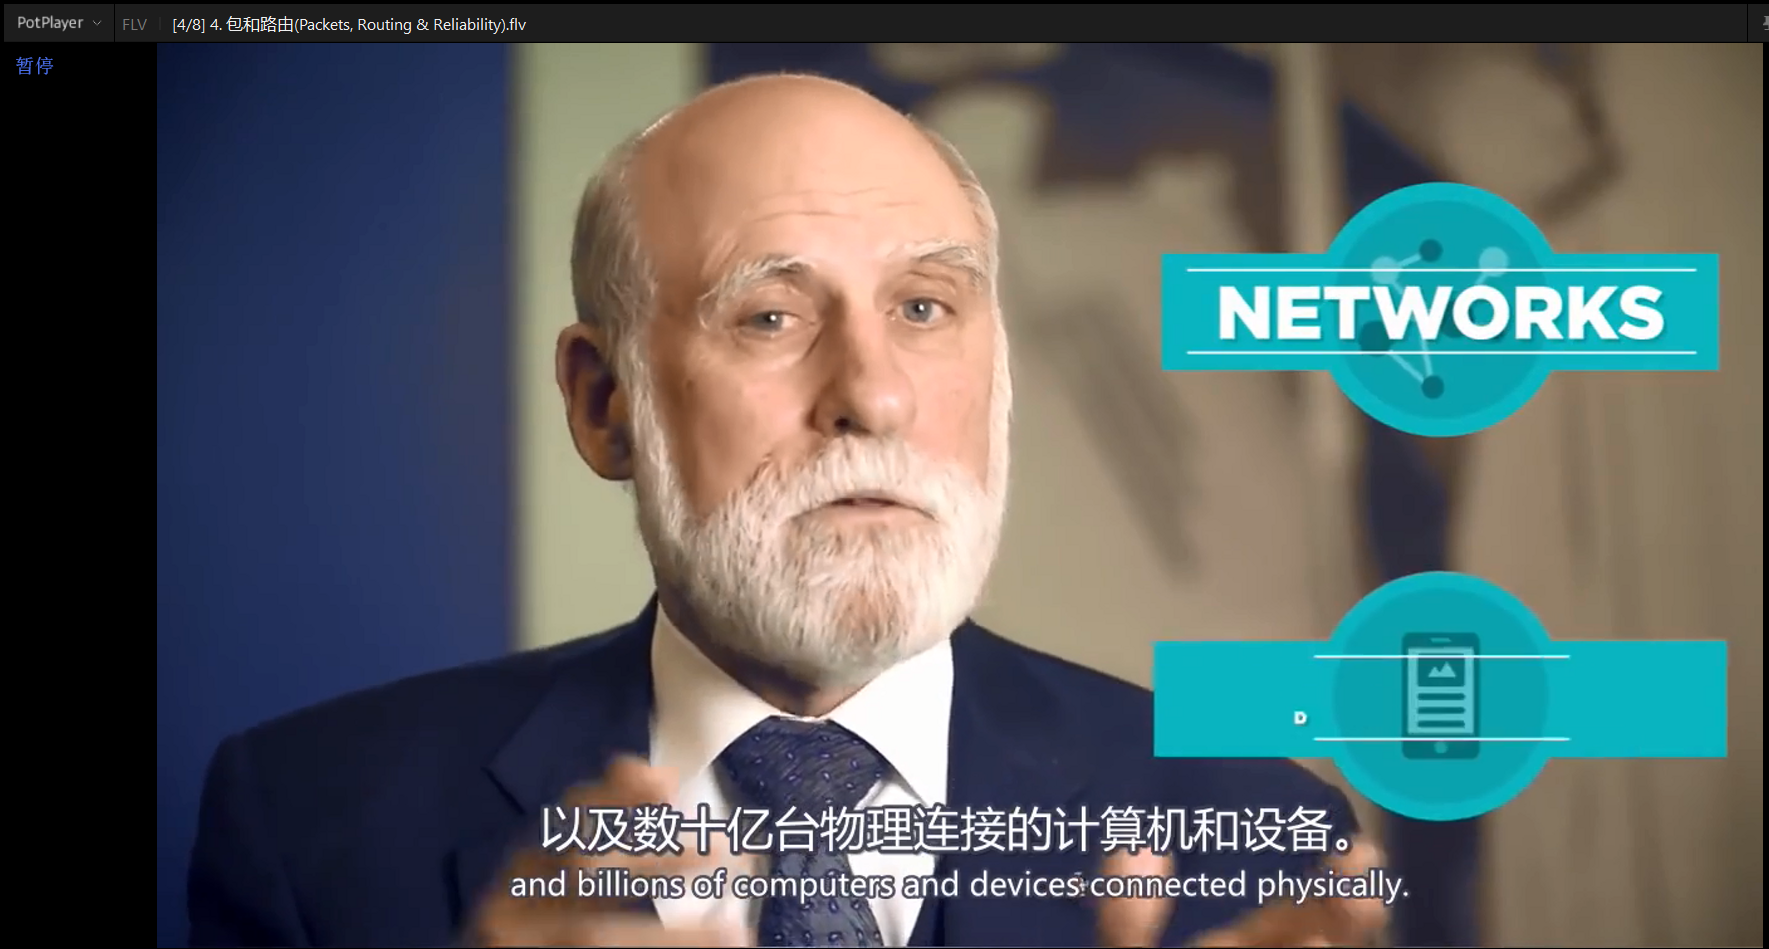 PotPlayer
FLV
[4/8] 4. 包和路由(Packets, Routing & Reliability).flv
暂停
NETWORKS
D
以及数十亿台物理连接的计算机和设备。
and billions of computers and devices connected physically.